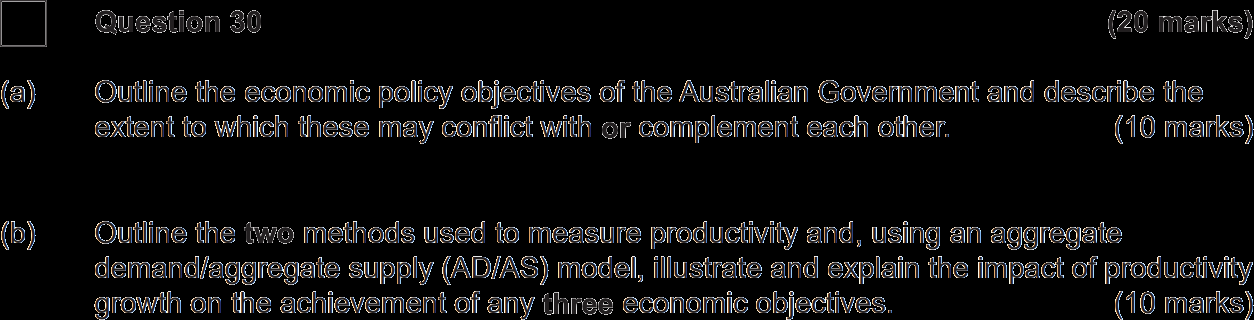 Question 30 (20 marks)
(a) Outline the economic policy objectives of the Australian Government and describe the
extent to which these may conflict with or complement each other. (10 marks)
(b) Outline the two methods used to measure productivity and, using an aggregate
demand/aggregate supply (AD/AS) model, illustrate and explain the impact of productivity
growth on the achievement of any three economic objectives. (10 marks)